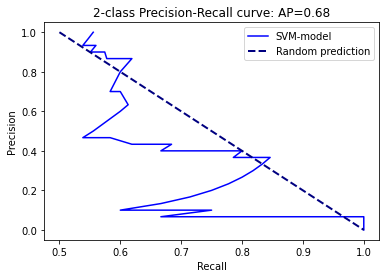 2-class Precision-Recall curve: AP=0.68
SVM-model
Random prediction
Precision
1.0
0.8
0.6
0.4
0.2
0.0
0.5
0.6
0.7
0.8
0.9
1.0
Recall